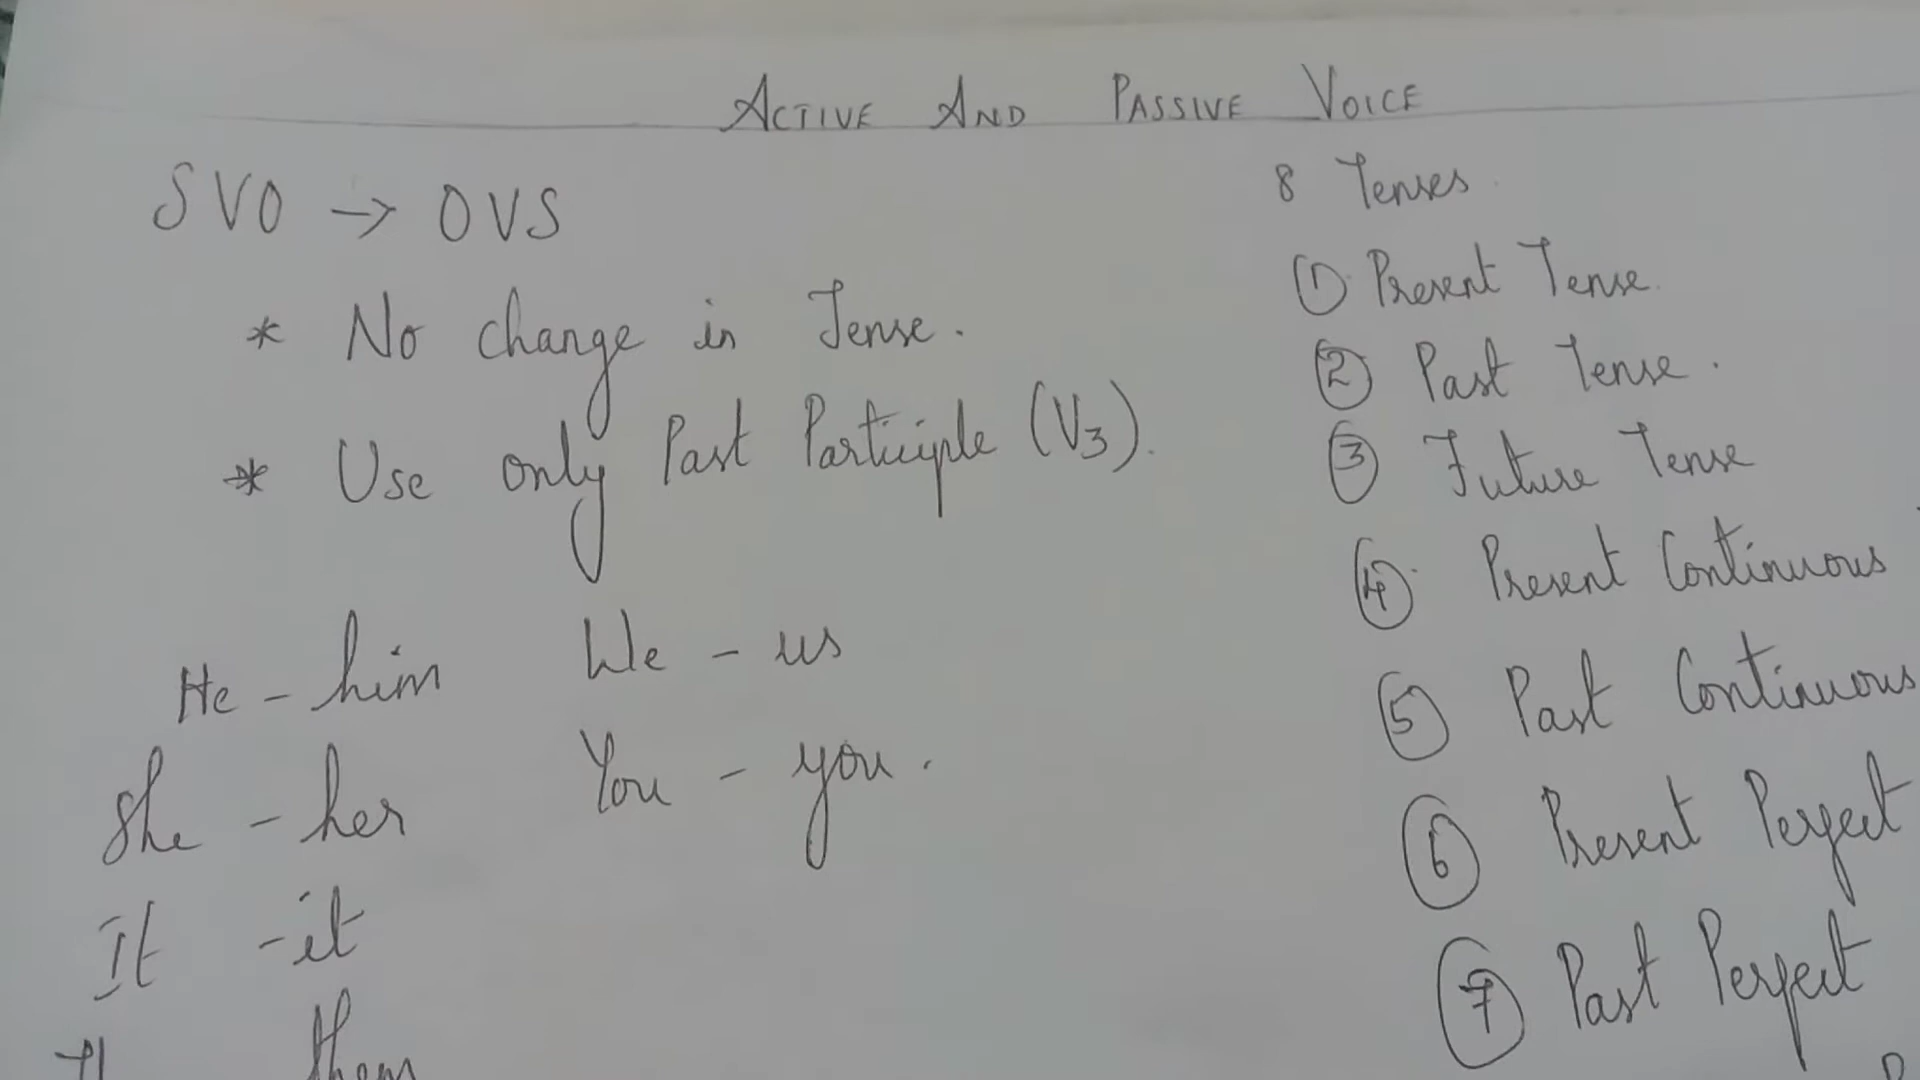 ACTIVE AND PASSIVE VOICE
SVO → OVS
* No change in Tense.
* Use only Past Participle (V3).
He - him
She - her
It - it
them
We - us
You - you.
8 Tenses
① Present Tense.
② Past Tense.
③ Future Tense
④ Present Continuous
⑤ Past Continuous
⑥ Present Perfect
⑦ Past Perfect